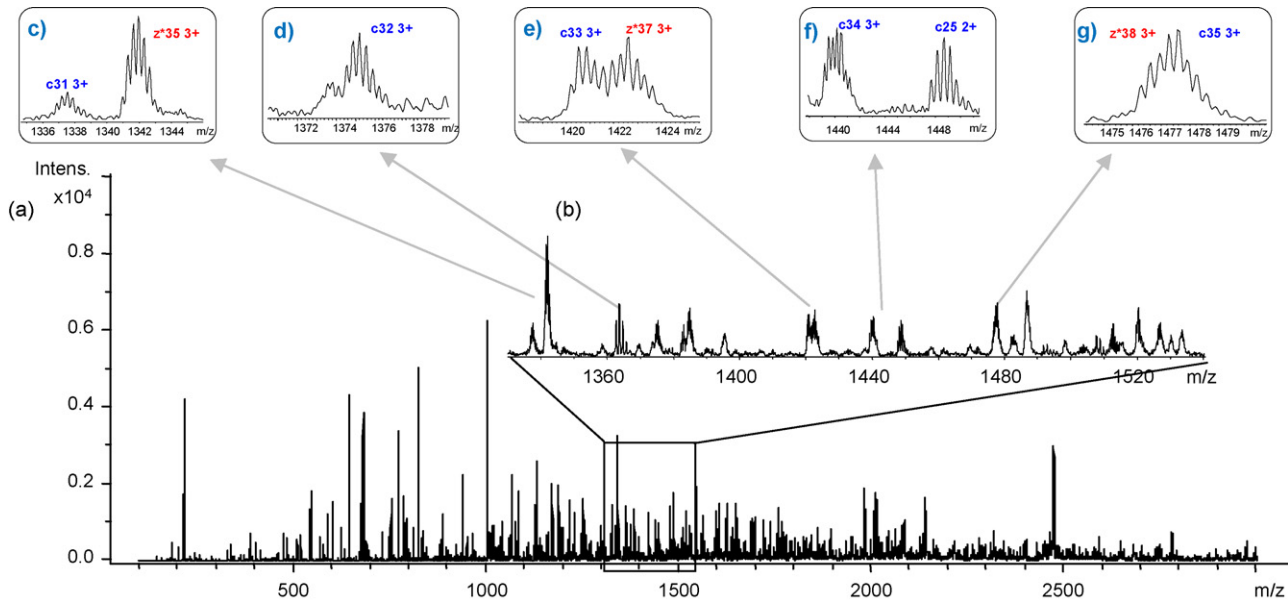 c)
z*35 3+
c31 3+
1336 1338 1340 1342 1344 m/z
d)
c32 3+
1372 1374 1376 1378 m/z
e)
c33 3+
z*37 3+
1420 1422 1424 m/z
f)
c34 3+
c25 2+
1440 1444 1448 m/z
g)
z*38 3+
c35 3+
1475 1476 1477 1478 1479 m/z
Intens.
x10⁴
(a)
(b)
0.8
0.6
0.4
0.2
0.0
1360 1400 1440 1480 1520 m/z
500 1000 1500 2000 2500 m/z